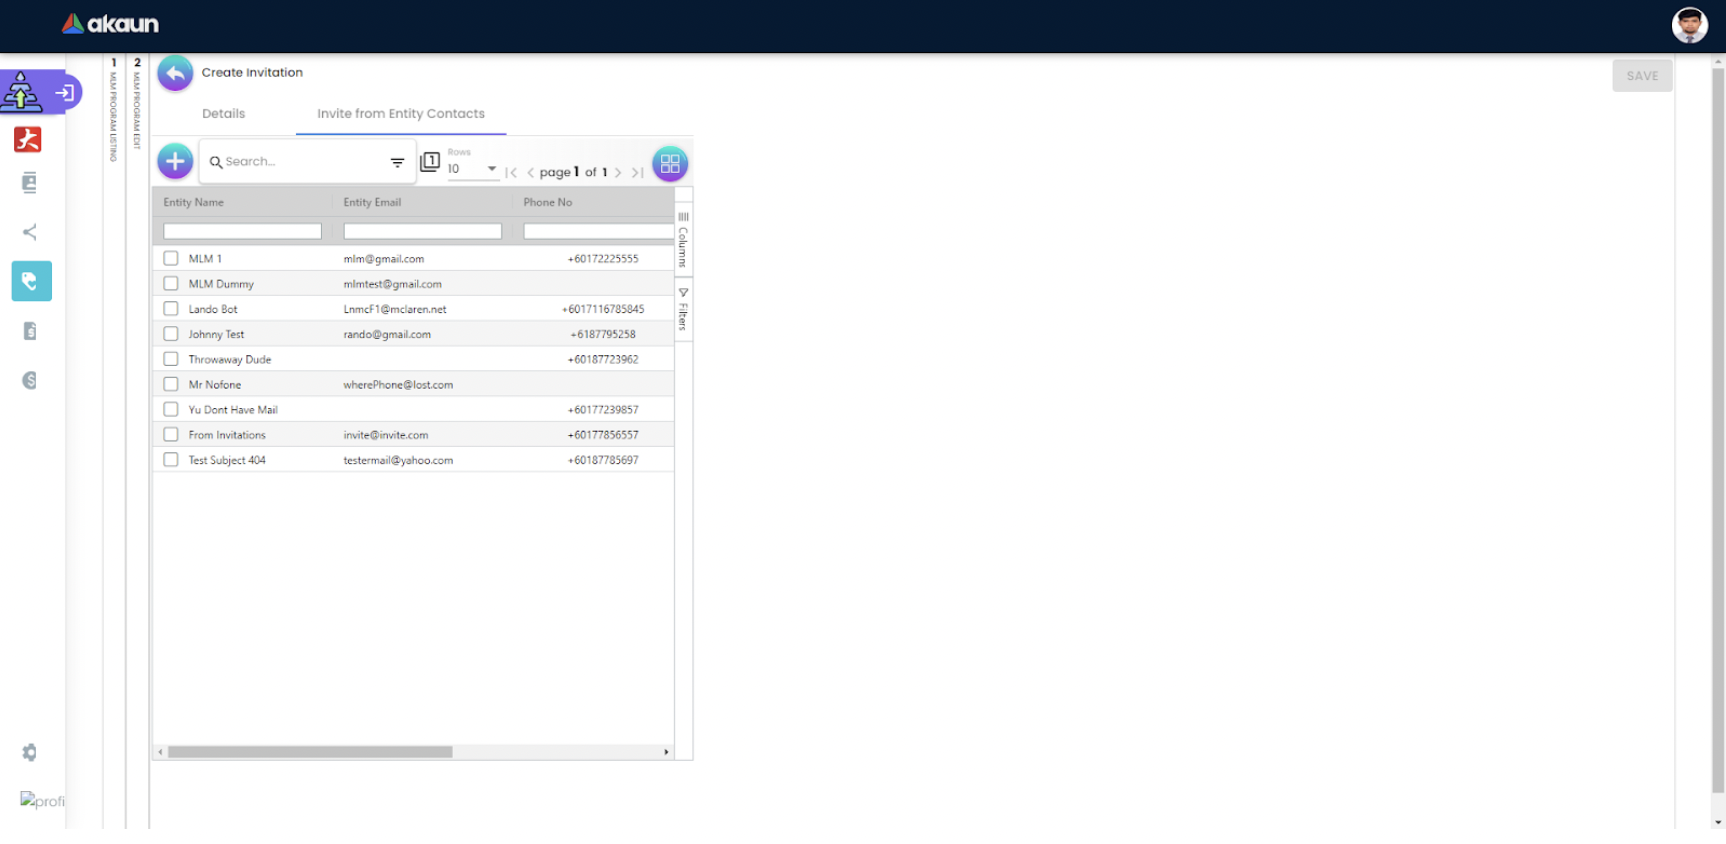 akaun
1 MLM PROGRAM LISTING
2 MLM PROGRAM EDIT
Create Invitation
SAVE
Details
Invite from Entity Contacts
Search...
1
Rows
10
page 1 of 1
Entity Name Entity Email Phone No
Columns
Filters
MLM 1 mlm@gmail.com +60172225555
MLM Dummy mlmtest@gmail.com
Lando Bot LnmcF1@mclaren.net +6017116785845
Johnny Test rando@gmail.com +6187795258
Throwaway Dude +60187723962
Mr Nofone wherePhone@lost.com
Yu Dont Have Mail +60177239857
From Invitations invite@invite.com +60177856557
Test Subject 404 testermail@yahoo.com +60187785697
profi